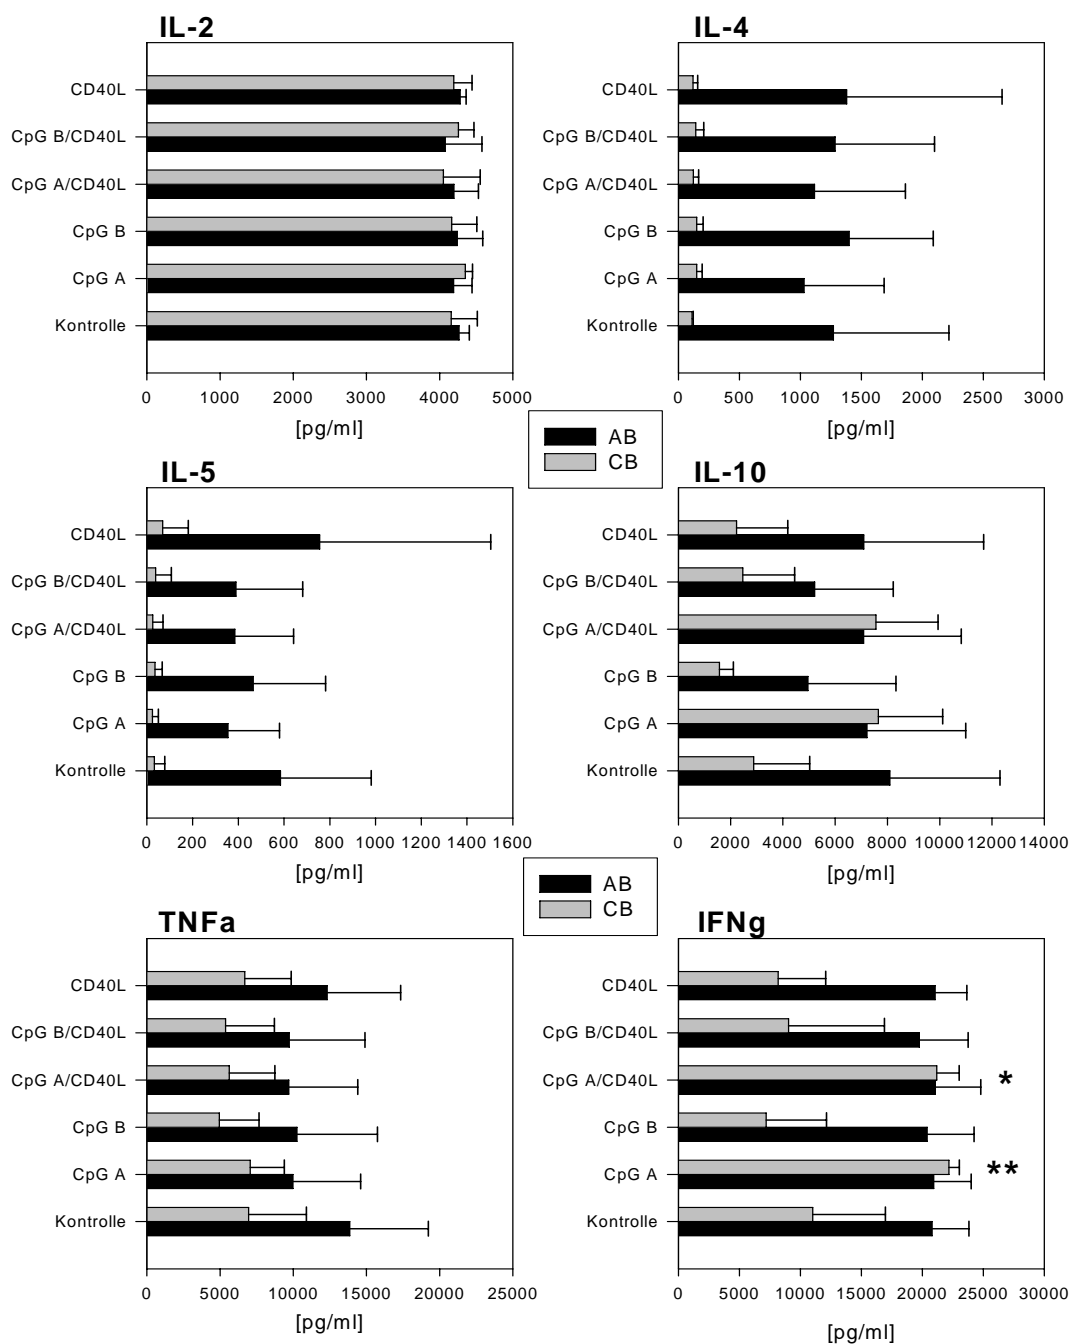 IL-2
CD40L
CpG B/CD40L
CpG A/CD40L
CpG B
CpG A
Kontrolle
0 1000 2000 3000 4000 5000
[pg/ml]
IL-4
CD40L
CpG B/CD40L
CpG A/CD40L
CpG B
CpG A
Kontrolle
0 500 1000 1500 2000 2500 3000
[pg/ml]
AB
CB
IL-5
CD40L
CpG B/CD40L
CpG A/CD40L
CpG B
CpG A
Kontrolle
0 200 400 600 800 1000 1200 1400 1600
[pg/ml]
IL-10
CD40L
CpG B/CD40L
CpG A/CD40L
CpG B
CpG A
Kontrolle
0 2000 4000 6000 8000 10000 12000 14000
[pg/ml]
AB
CB
TNFa
CD40L
CpG B/CD40L
CpG A/CD40L
CpG B
CpG A
Kontrolle
0 5000 10000 15000 20000 25000
[pg/ml]
IFNg
CD40L
CpG B/CD40L
CpG A/CD40L
*
CpG B
CpG A
**
Kontrolle
0 5000 10000 15000 20000 25000 30000
[pg/ml]